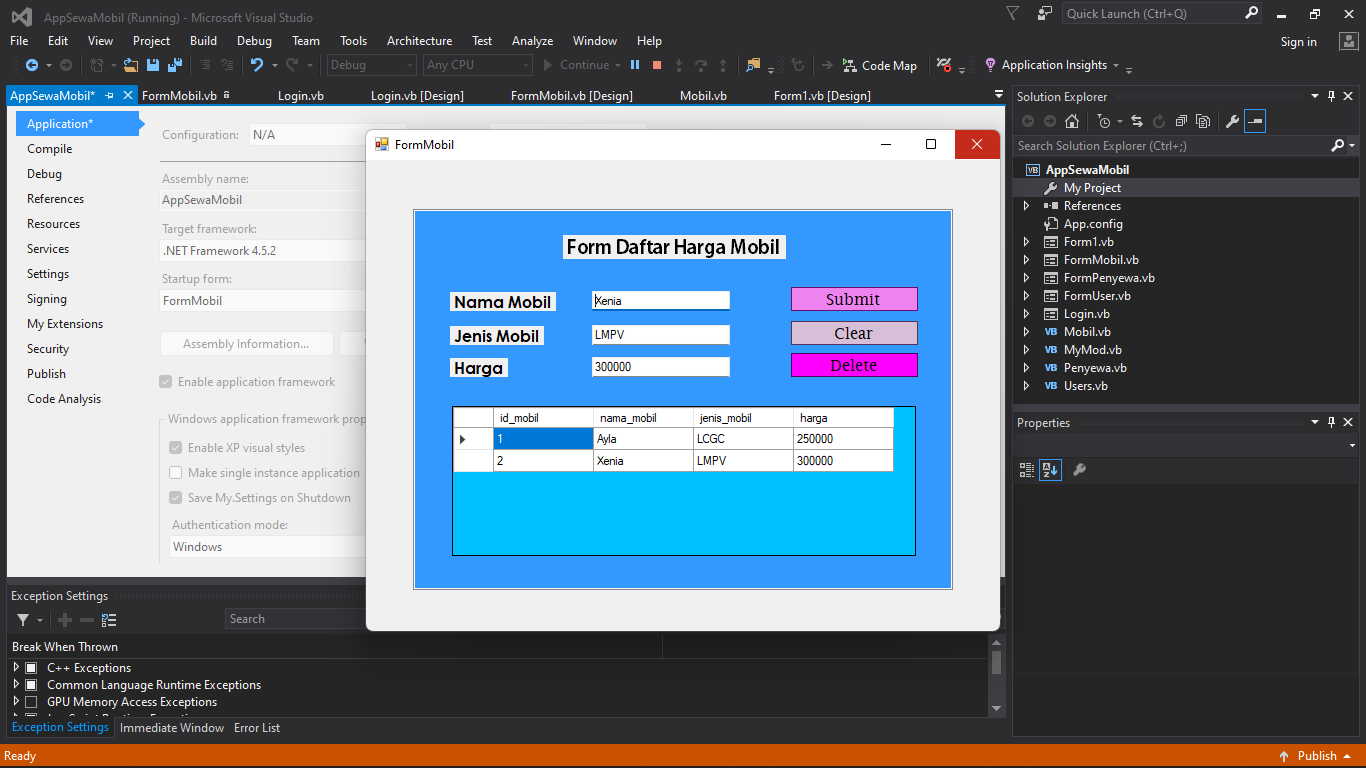 AppSewaMobil (Running) - Microsoft Visual Studio
Quick Launch (Ctrl+Q)
File Edit View Project Build Debug Team Tools Architecture Test Analyze Window Help
Sign in
Debug Any CPU Continue Code Map Application Insights
AppSewaMobil* FormMobil.vb Login.vb Login.vb [Design] FormMobil.vb [Design] Mobil.vb Form1.vb [Design]
Application*
Compile
Debug
References
Resources
Services
Settings
Signing
My Extensions
Security
Publish
Code Analysis
Configuration: N/A
Assembly name:
AppSewaMobil
Target framework:
.NET Framework 4.5.2
Startup form:
FormMobil
Assembly Information...
Enable application framework
Windows application framework prop
Enable XP visual styles
Make single instance application
Save My.Settings on Shutdown
Authentication mode:
Windows
FormMobil
Form Daftar Harga Mobil
Nama Mobil Xenia Submit
Jenis Mobil LMPV Clear
Harga 300000 Delete
id_mobil nama_mobil jenis_mobil harga
1 Ayla LCGC 250000
2 Xenia LMPV 300000
Solution Explorer
Search Solution Explorer (Ctrl+;)
VB AppSewaMobil
My Project
References
App.config
Form1.vb
FormMobil.vb
FormPenyewa.vb
FormUser.vb
Login.vb
VB Mobil.vb
VB MyMod.vb
VB Penyewa.vb
VB Users.vb
Properties
Exception Settings
Search
Break When Thrown
C++ Exceptions
Common Language Runtime Exceptions
GPU Memory Access Exceptions
Exception Settings Immediate Window Error List
Ready
Publish